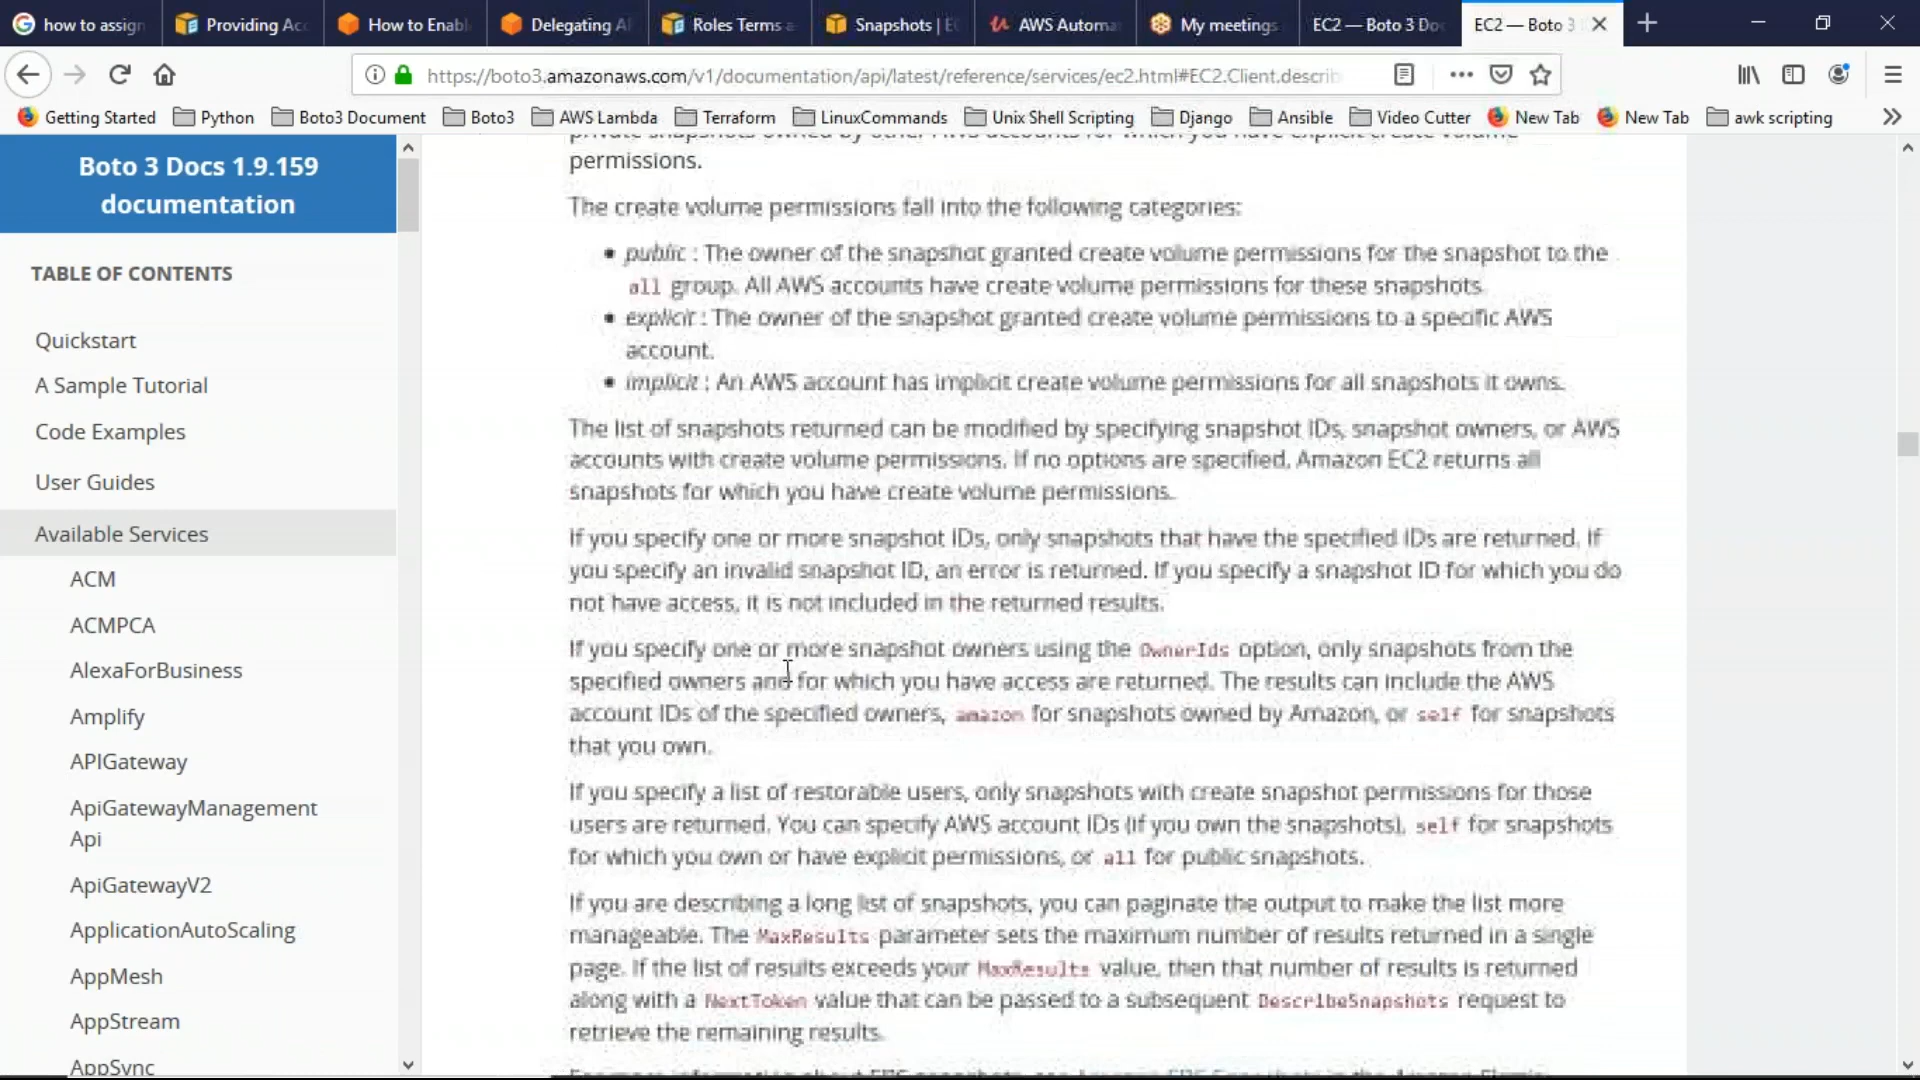 how to assign
Providing Acc
How to Enabl
Delegating A
Roles Terms a
Snapshots | E
AWS Automa
My meetings
EC2 — Boto 3 Do
EC2 — Boto 3
https://boto3.amazonaws.com/v1/documentation/api/latest/reference/services/ec2.html#EC2.Client.describ
Getting Started
Python
Boto3 Document
Boto3
AWS Lambda
Terraform
LinuxCommands
Unix Shell Scripting
Django
Ansible
Video Cutter
New Tab
New Tab
awk scripting
Boto 3 Docs 1.9.159
documentation
TABLE OF CONTENTS
Quickstart
A Sample Tutorial
Code Examples
User Guides
Available Services
ACM
ACMPCA
AlexaForBusiness
Amplify
APIGateway
ApiGatewayManagement
Api
ApiGatewayV2
ApplicationAutoScaling
AppMesh
AppStream
AppSync
private snapshots owned by other AWS accounts for which you have explicit create volume
permissions.
The create volume permissions fall into the following categories:
• public : The owner of the snapshot granted create volume permissions for the snapshot to the
all group. All AWS accounts have create volume permissions for these snapshots.
• explicit : The owner of the snapshot granted create volume permissions to a specific AWS
account.
• implicit : An AWS account has implicit create volume permissions for all snapshots it owns.
The list of snapshots returned can be modified by specifying snapshot IDs, snapshot owners, or AWS
accounts with create volume permissions. If no options are specified, Amazon EC2 returns all
snapshots for which you have create volume permissions.
If you specify one or more snapshot IDs, only snapshots that have the specified IDs are returned. If
you specify an invalid snapshot ID, an error is returned. If you specify a snapshot ID for which you do
not have access, it is not included in the returned results.
If you specify one or more snapshot owners using the OwnerIds option, only snapshots from the
specified owners and for which you have access are returned. The results can include the AWS
account IDs of the specified owners, amazon for snapshots owned by Amazon, or self for snapshots
that you own.
If you specify a list of restorable users, only snapshots with create snapshot permissions for those
users are returned. You can specify AWS account IDs (if you own the snapshots), self for snapshots
for which you own or have explicit permissions, or all for public snapshots.
If you are describing a long list of snapshots, you can paginate the output to make the list more
manageable. The MaxResults parameter sets the maximum number of results returned in a single
page. If the list of results exceeds your MaxResults value, then that number of results is returned
along with a NextToken value that can be passed to a subsequent DescribeSnapshots request to
retrieve the remaining results.